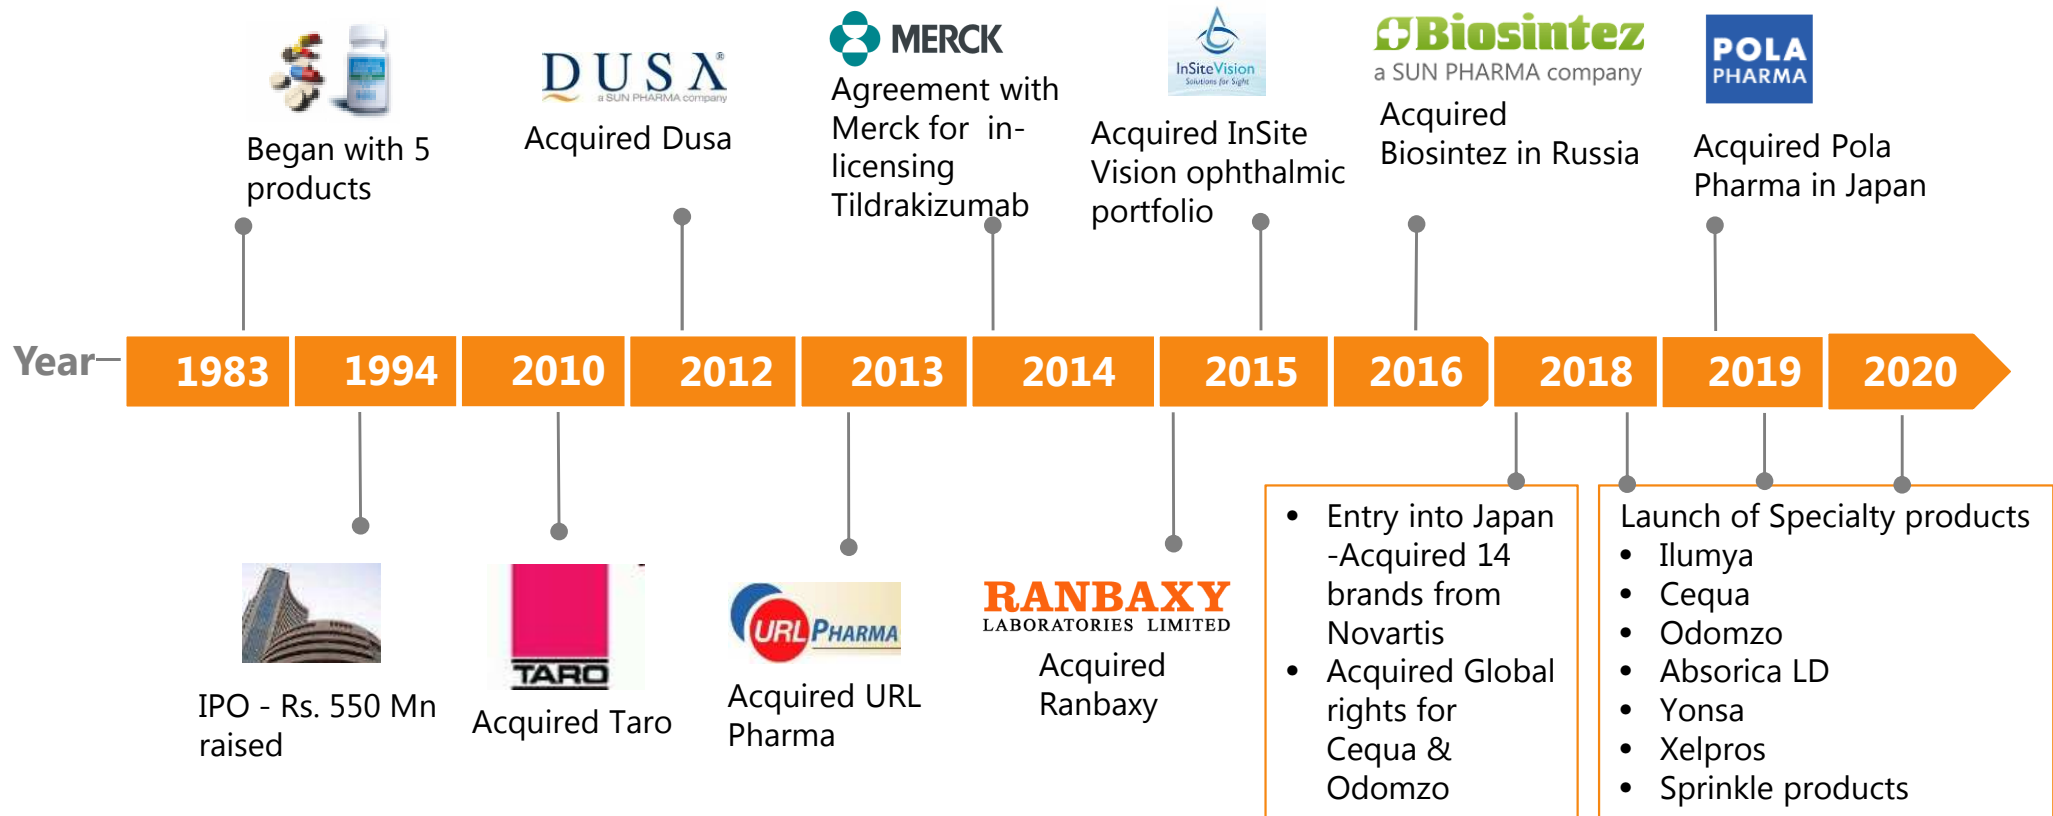 Began with 5
products
DUSA®
a SUN PHARMA company
Acquired Dusa
MERCK
Agreement with
Merck for in-
licensing
Tildrakizumab
InSiteVision
Solutions for Sight
Acquired InSite
Vision ophthalmic
portfolio
Biosintez
a SUN PHARMA company
Acquired
Biosintez in Russia
POLA
PHARMA
Acquired Pola
Pharma in Japan
Year
1983
1994
2010
2012
2013
2014
2015
2016
2018
2019
2020
IPO - Rs. 550 Mn
raised
TARO
Acquired Taro
URL PHARMA
Acquired URL
Pharma
RANBAXY
LABORATORIES LIMITED
Acquired
Ranbaxy
• Entry into Japan
-Acquired 14
brands from
Novartis
• Acquired Global
rights for
Cequa &
Odomzo
Launch of Specialty products
• Ilumya
• Cequa
• Odomzo
• Absorica LD
• Yonsa
• Xelpros
• Sprinkle products